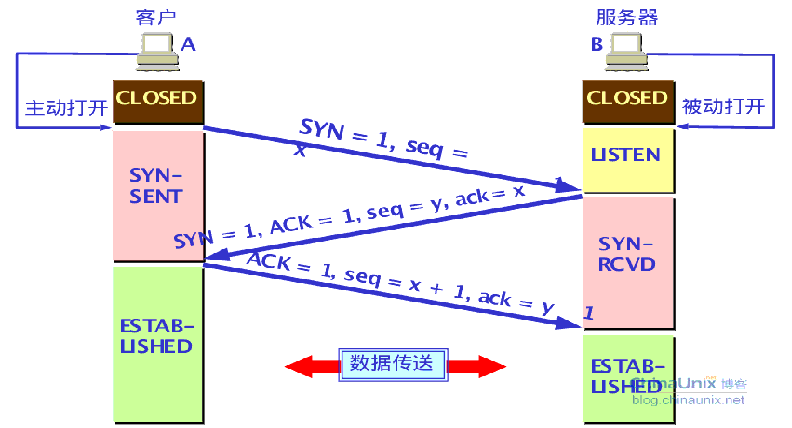 客户
服务器
A
B
CLOSED
CLOSED
主动打开
被动打开
SYN = 1, seq =
x
LISTEN
SYN-
SENT
1
SYN = 1, ACK = 1, seq = y, ack= x
SYN-
RCVD
ACK = 1, seq = x + 1, ack = y
1
ESTAB-
LISHED
数据传送
ESTAB-
LISHED
ChinaUnix.net 博客
blog.chinaunix.net